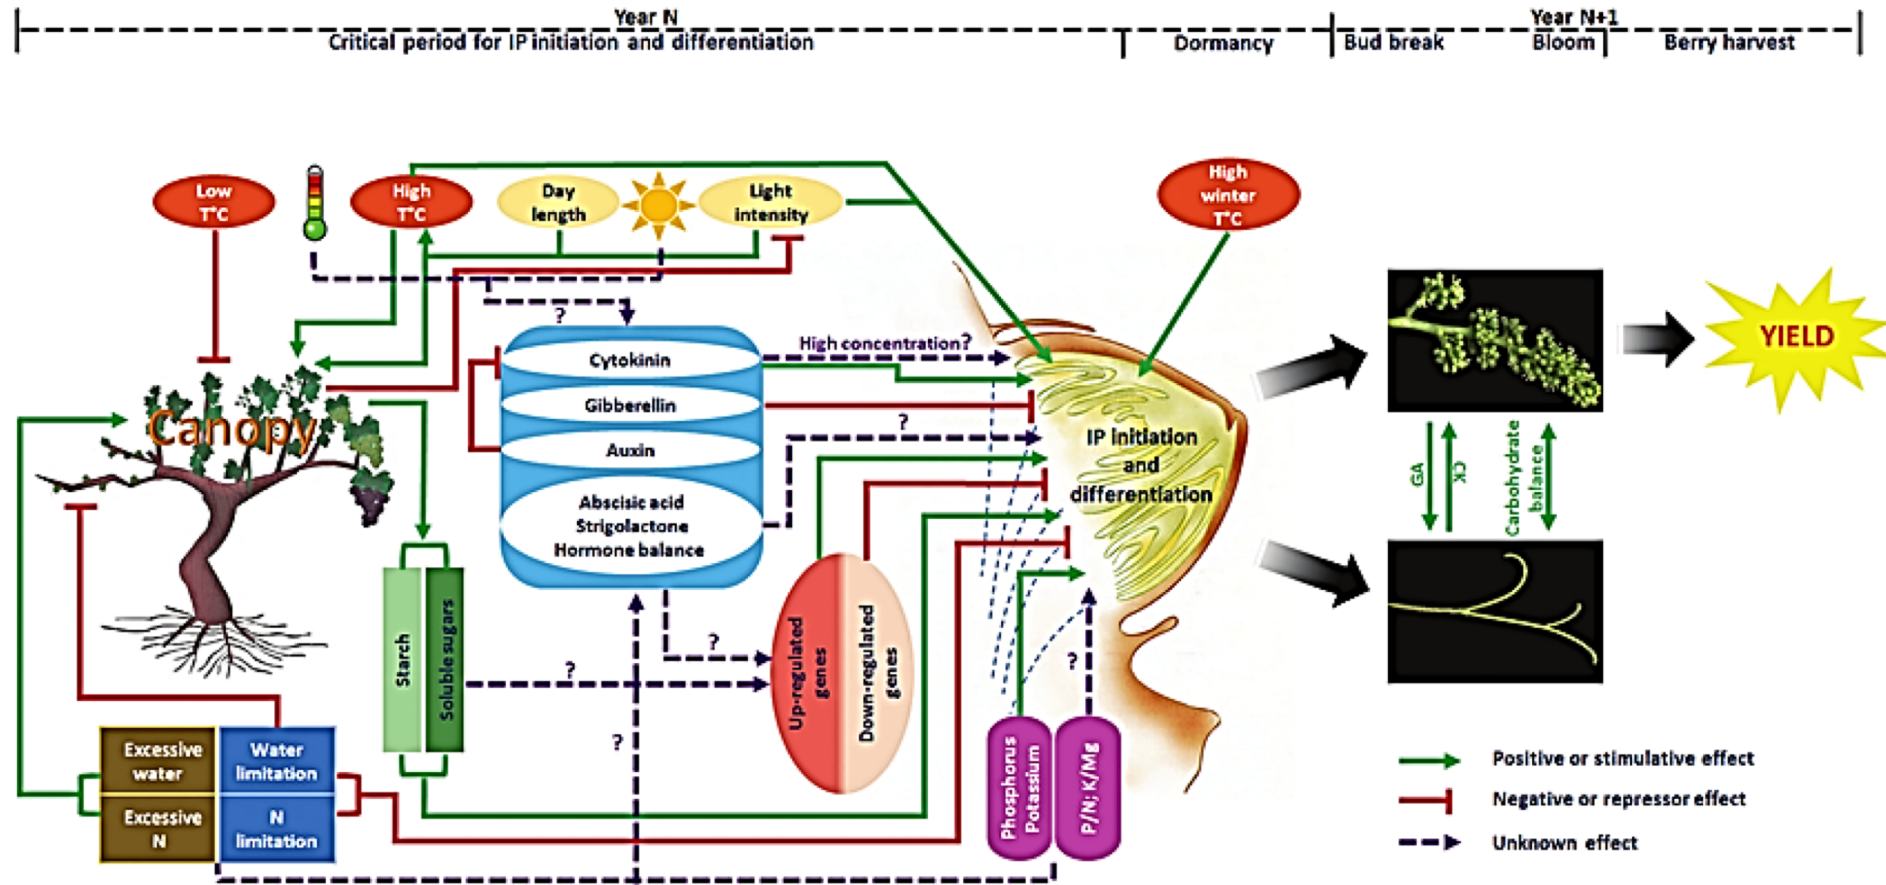 Year N
Year N+1
Critical period for IP initiation and differentiation
Dormancy
Bud break
Bloom
Berry harvest
Low
T°C
High
T°C
Day
length
Light
intensity
High
winter
T°C
?
Cytokinin
Gibberellin
Auxin
Abscisic acid
Strigolactone
Hormone balance
High concentration?
?
IP initiation
and
differentiation
YIELD
Canopy
GA
CK
Carbohydrate
balance
Starch
Soluble sugars
?
?
?
?
Up-regulated
genes
Down-regulated
genes
Excessive
water
Water
limitation
Excessive
N
N
limitation
Phosphorus
Potassium
P/N; K/Mg
Positive or stimulative effect
Negative or repressor effect
Unknown effect